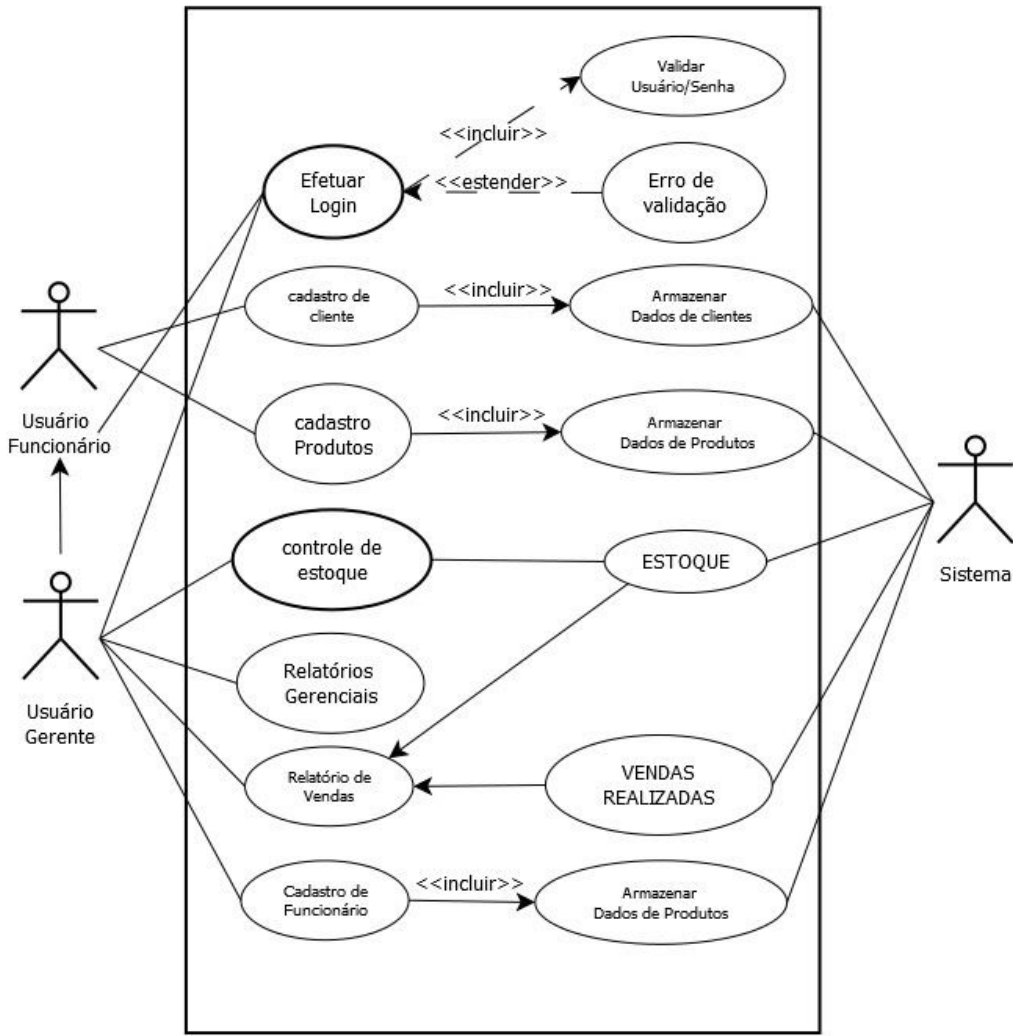 Validar
Usuário/Senha
<<incluir>>
Efetuar
Login
<<estender>>
Erro de
validação
cadastro de
cliente
<<incluir>>
Armazenar
Dados de clientes
Usuário
Funcionário
cadastro
Produtos
<<incluir>>
Armazenar
Dados de Produtos
controle de
estoque
ESTOQUE
Sistema
Usuário
Gerente
Relatórios
Gerenciais
Relatório de
Vendas
VENDAS
REALIZADAS
Cadastro de
Funcionário
<<incluir>>
Armazenar
Dados de Produtos